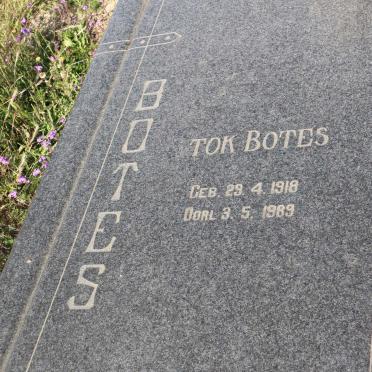 BOTES
TOK BOTES
GEB. 29. 4. 1918
OORL 3. 5. 1989